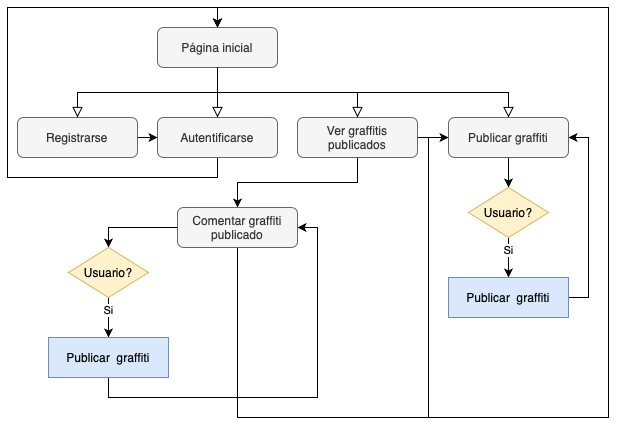 Página inicial
Registrarse
Autentificarse
Ver graffitis
publicados
Publicar graffiti
Comentar graffiti
publicado
Usuario?
Si
Publicar graffiti
Usuario?
Si
Publicar graffiti